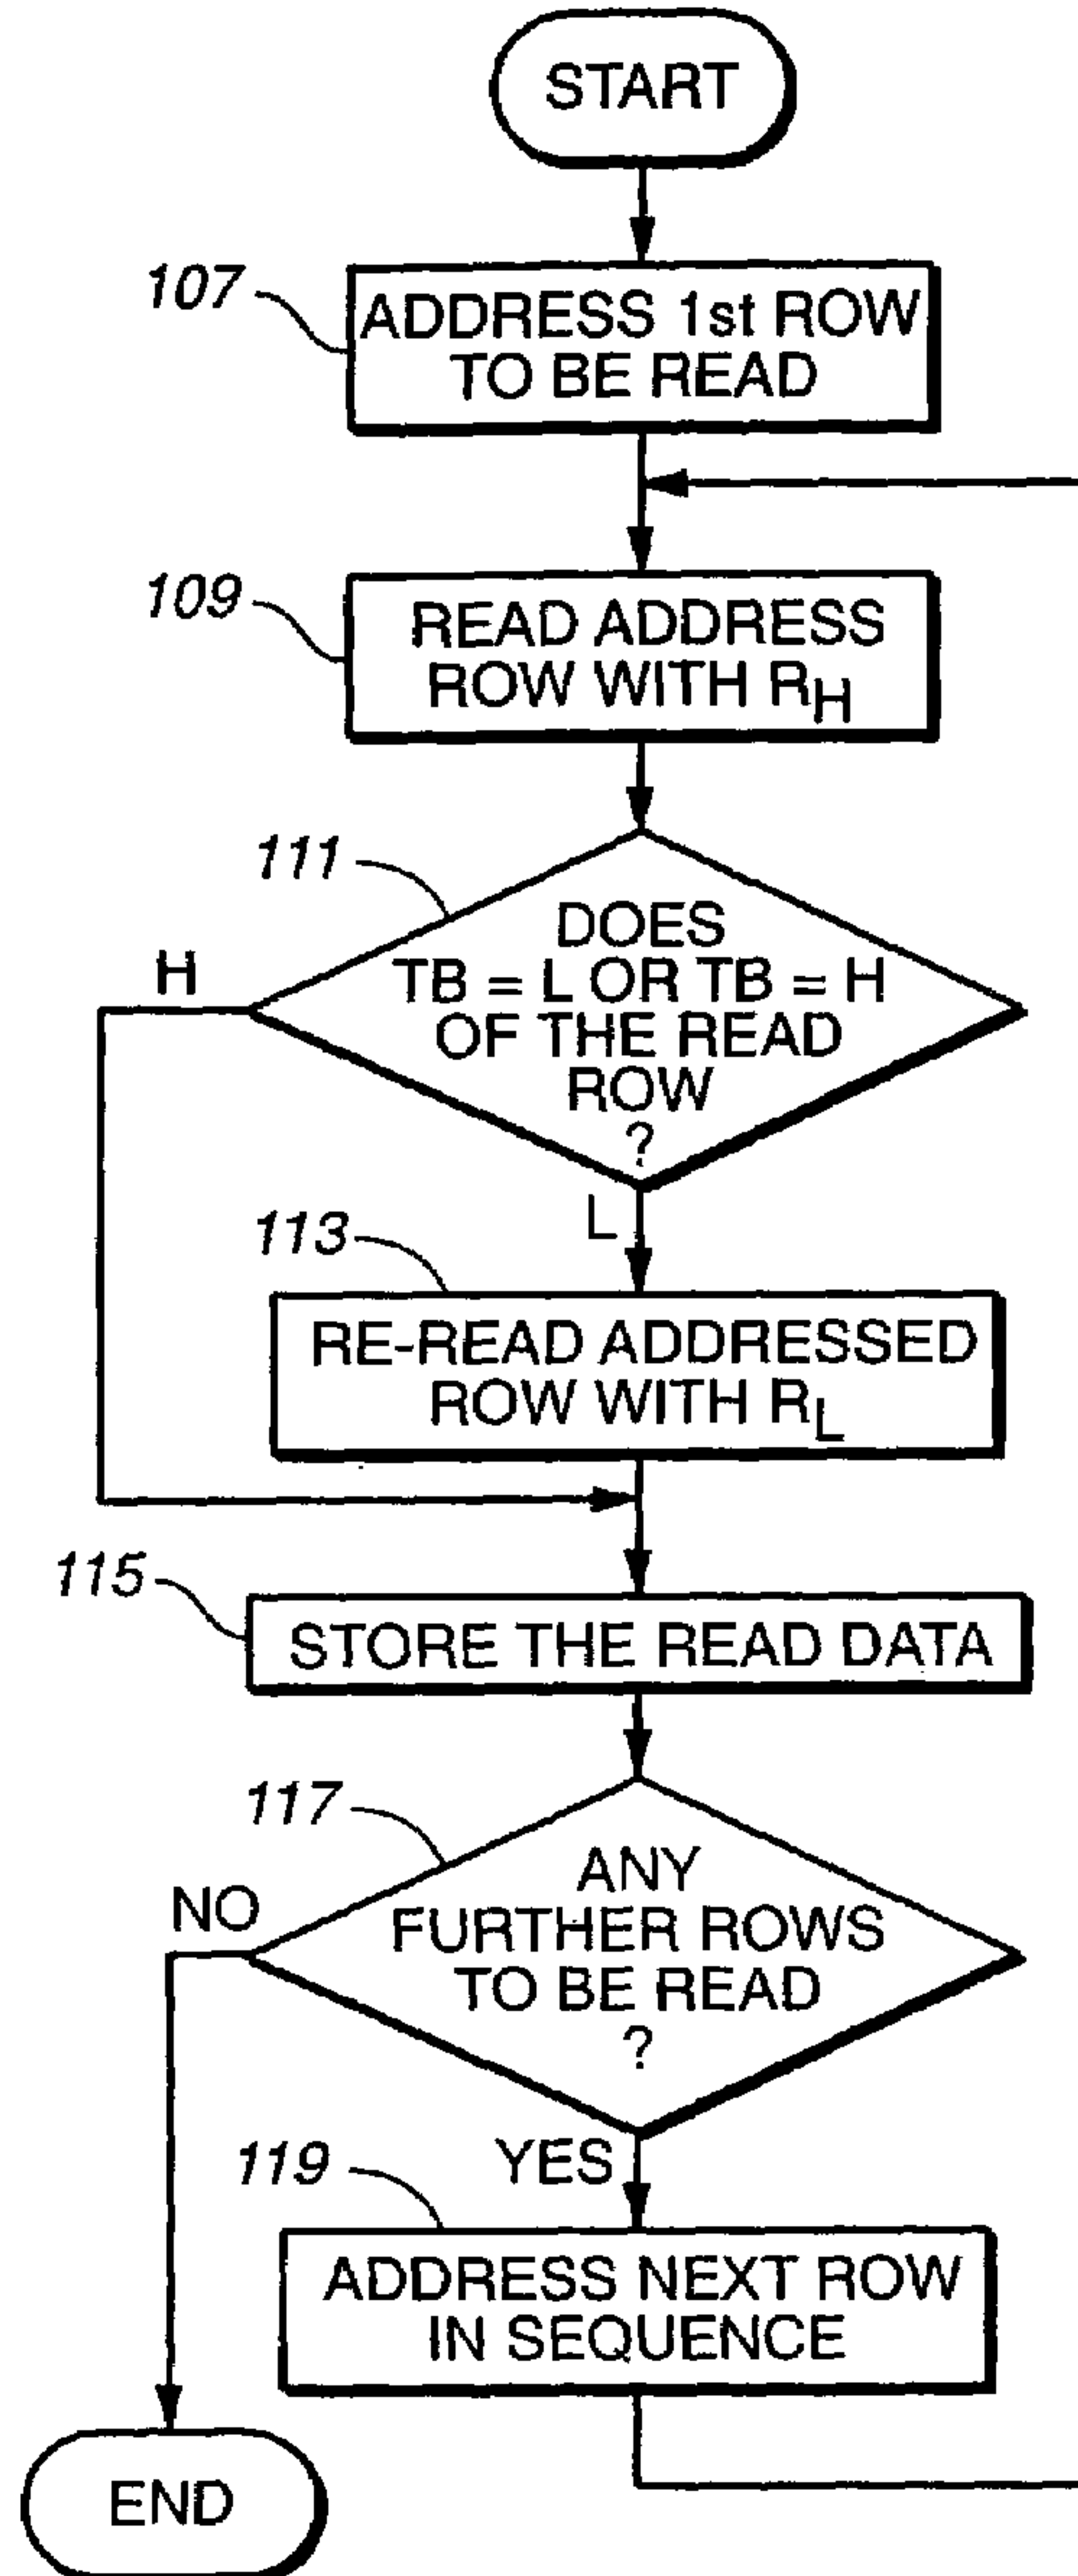 START
107
ADDRESS 1st ROW
TO BE READ
109
READ ADDRESS
ROW WITH R_H
111
DOES
TB = L OR TB = H
OF THE READ
ROW
?
H
L
113
RE-READ ADDRESSED
ROW WITH R_L
115
STORE THE READ DATA
117
ANY
FURTHER ROWS
TO BE READ
?
NO
YES
119
ADDRESS NEXT ROW
IN SEQUENCE
END